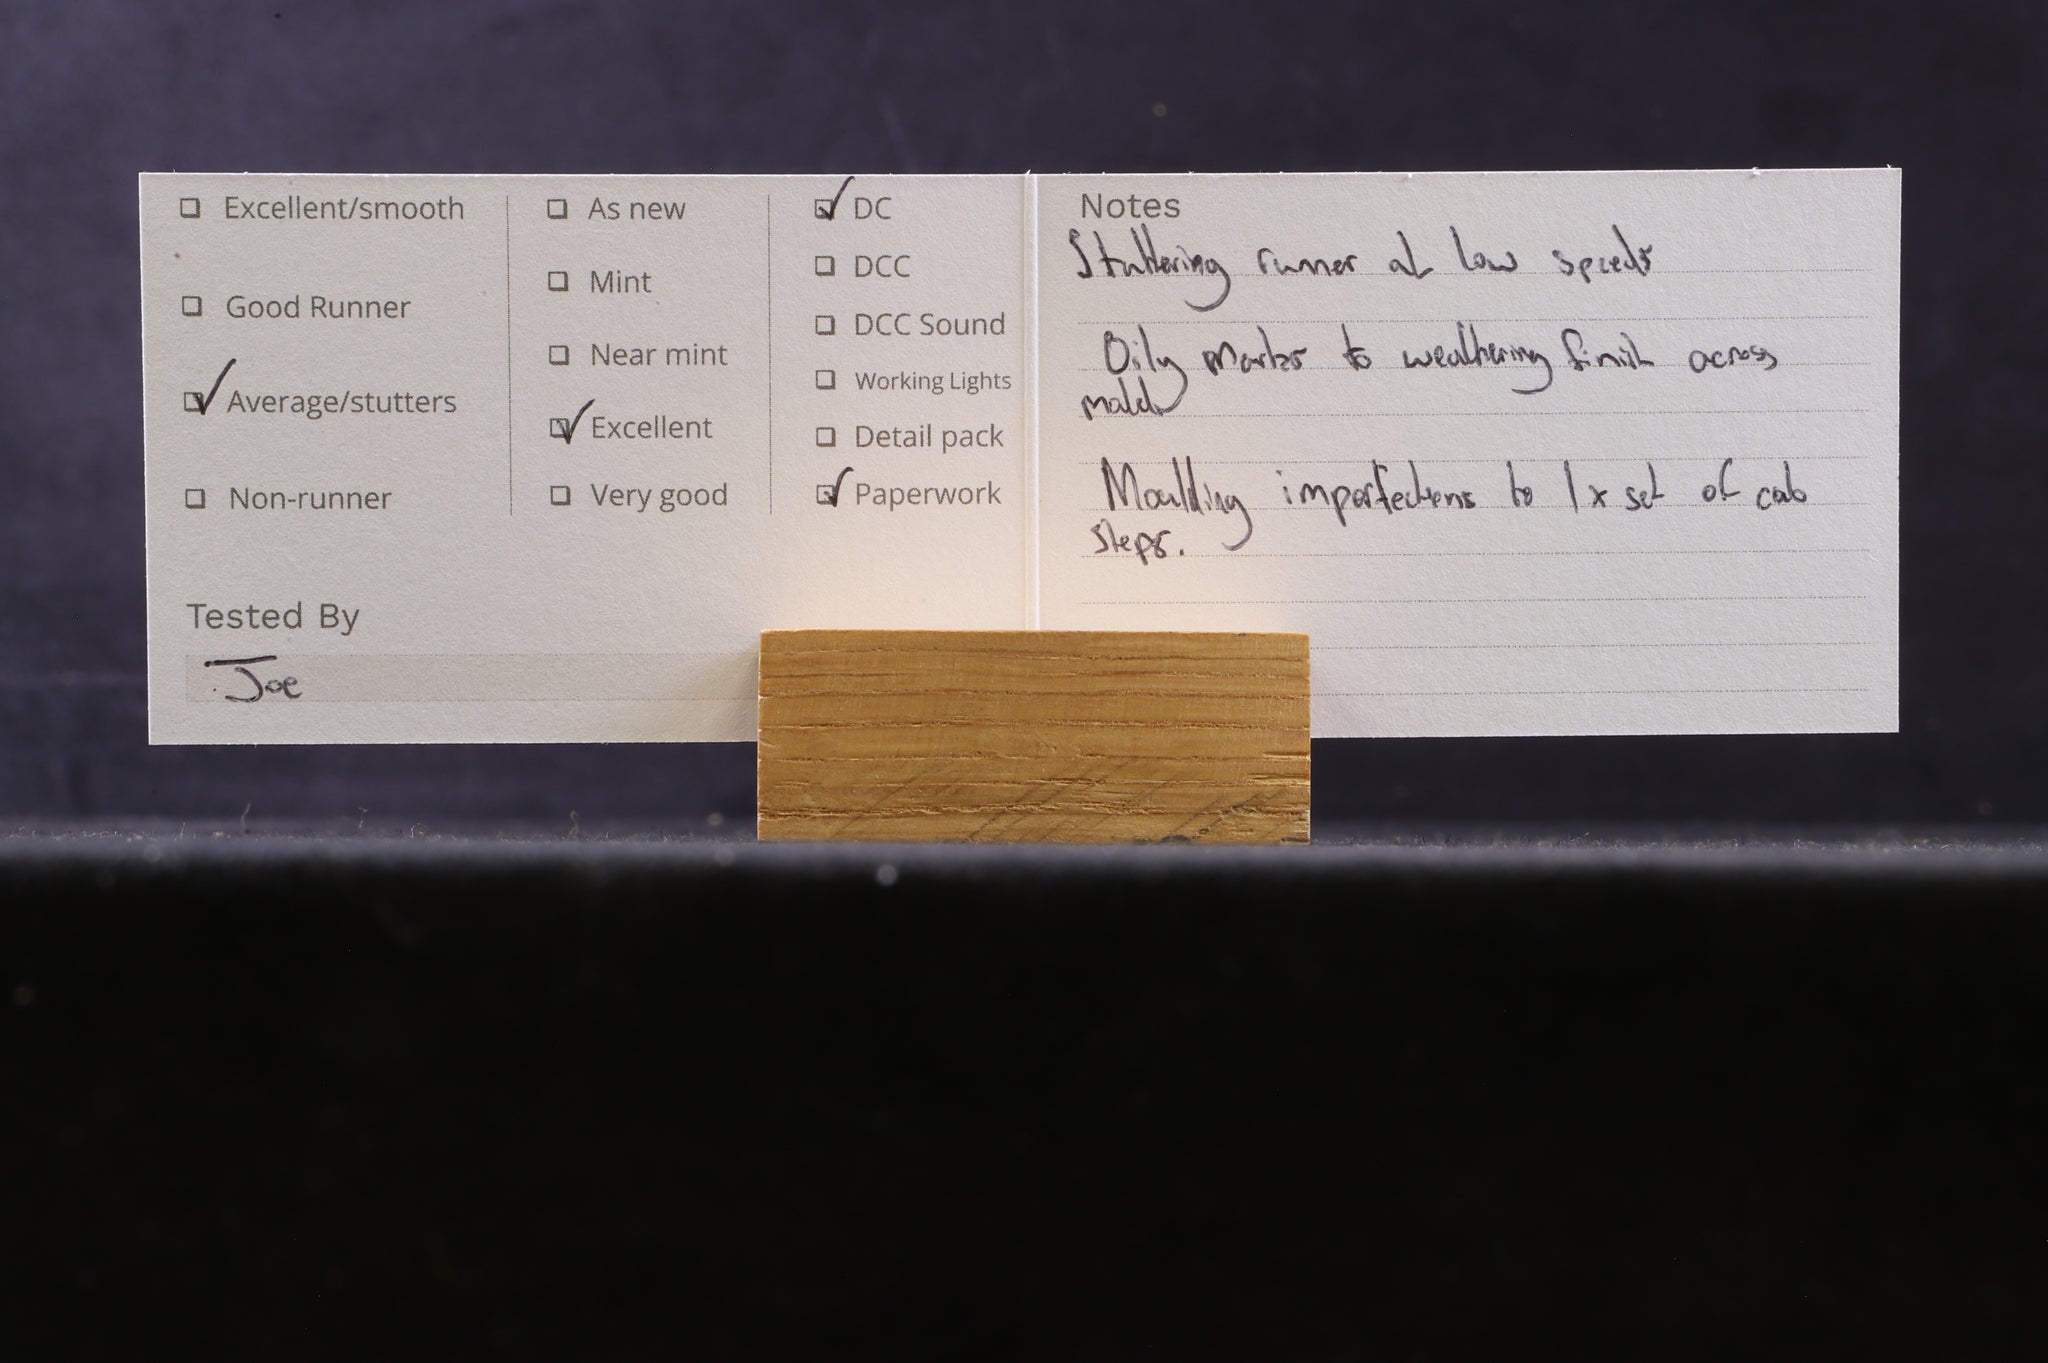 Excellent/smooth
Good Runner
Average/stutters
Non-runner
As new
Mint
Near mint
Excellent
Very good
DC
DCC
DCC Sound
Working Lights
Detail pack
Paperwork
Tested By
Joe
Notes
Stuttering runner at low speeds
Oily marks to weathering finish across
model
Moulding imperfections to 1x set of cab
steps.